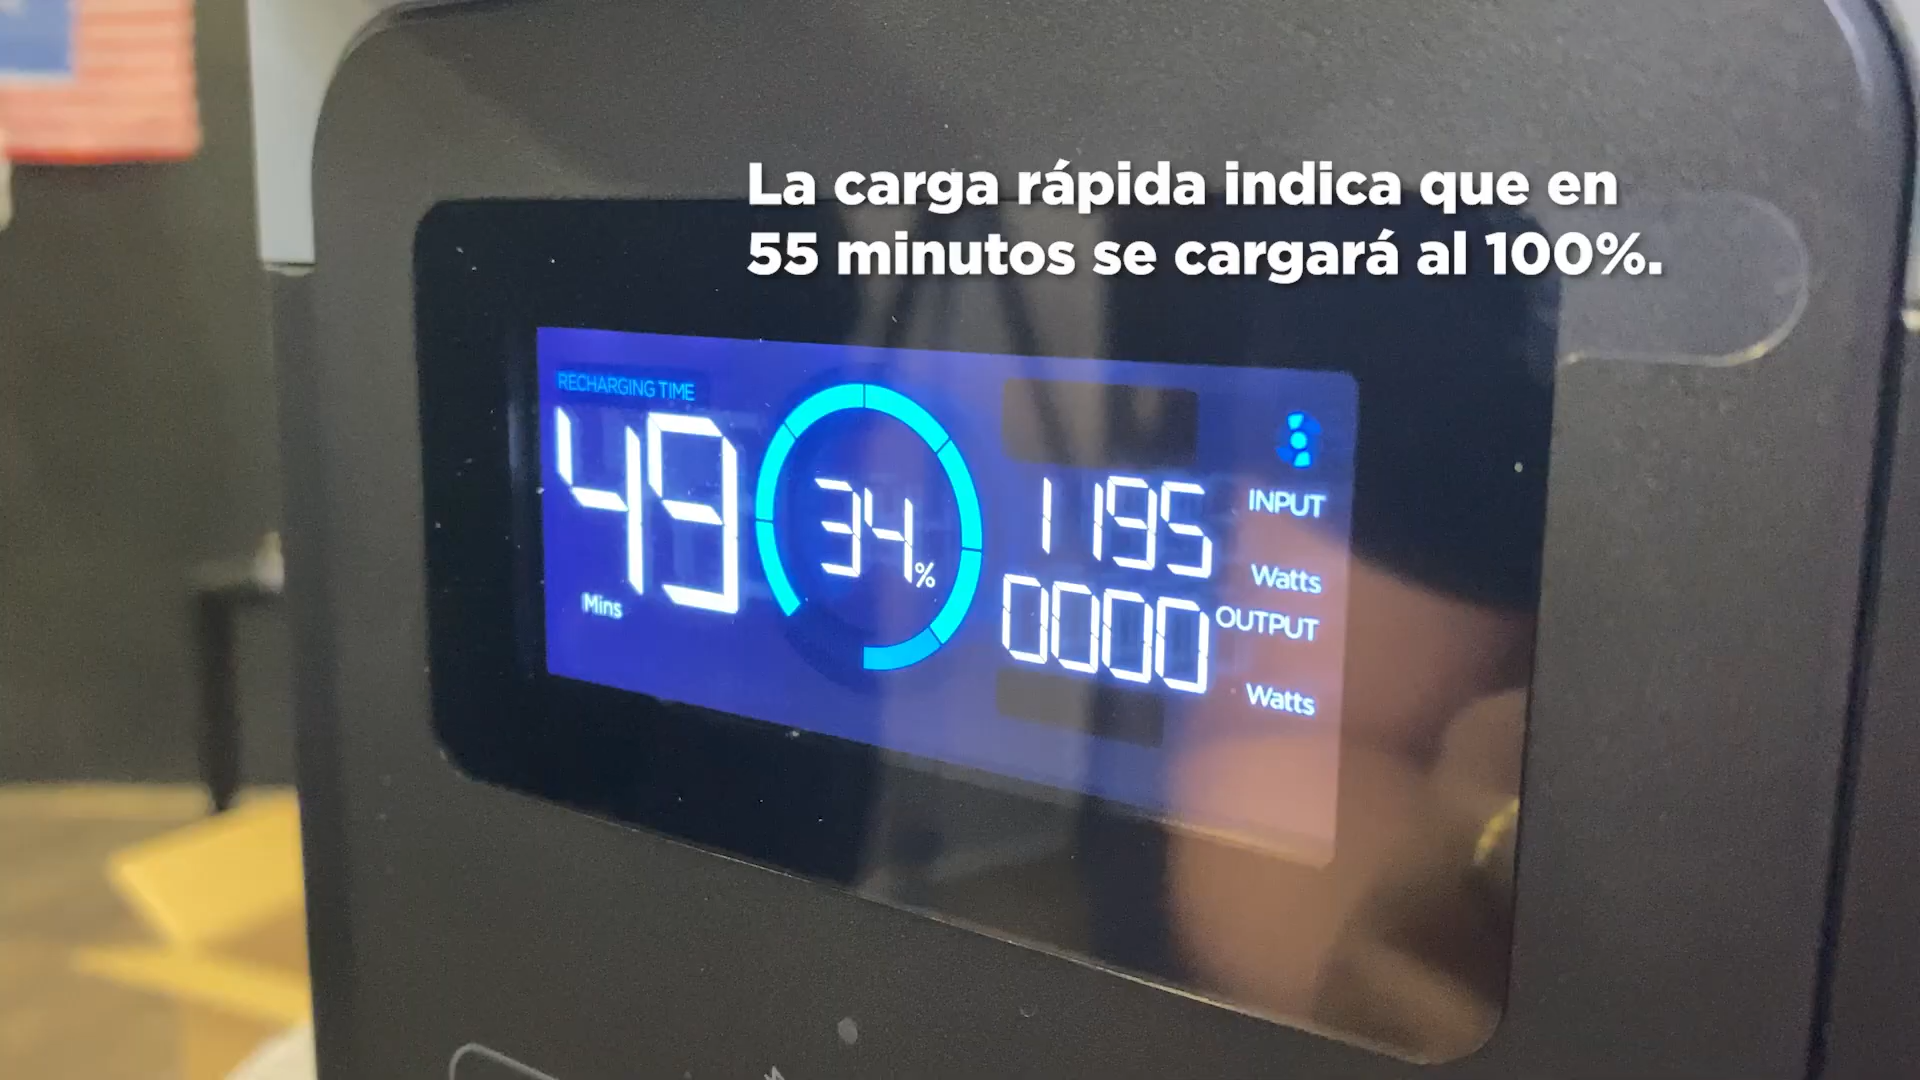 La carga rápida indica que en
55 minutos se cargará al 100%.
RECHARGING TIME
49
Mins
34%
1195 INPUT
Watts
0000 OUTPUT
Watts